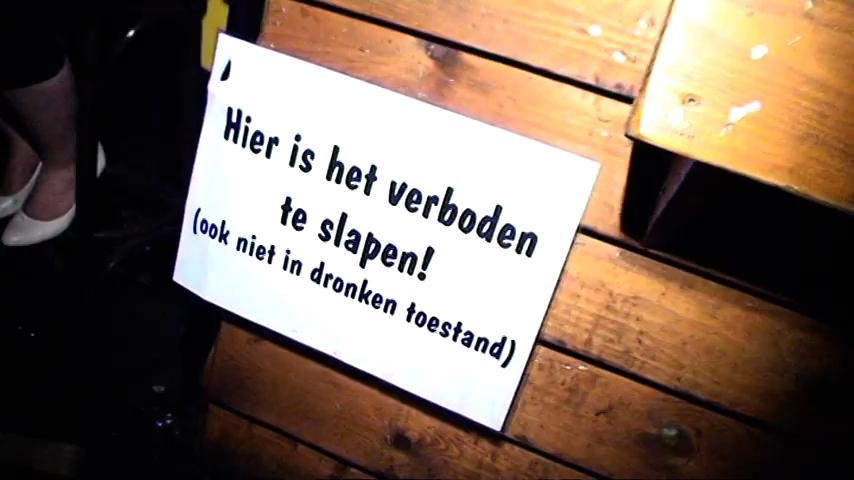 Hier is het verboden
te slapen!
(ook niet in dronken toestand)